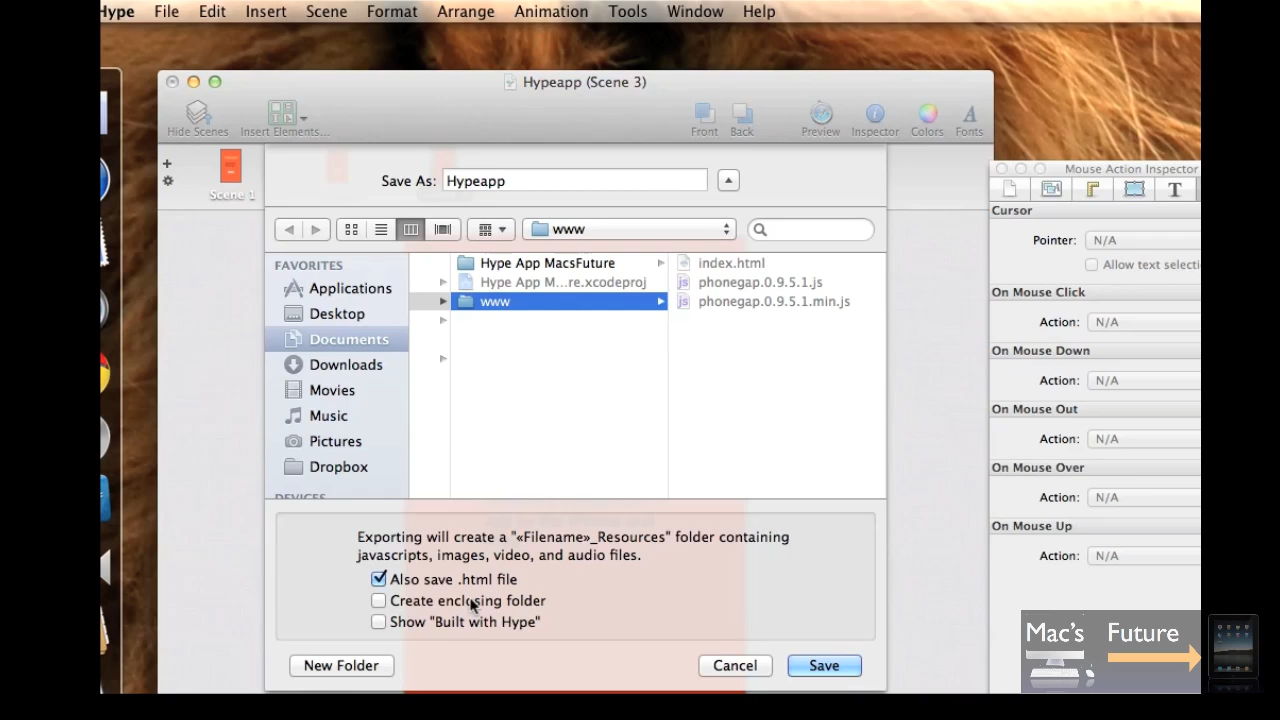 Hype File Edit Insert Scene Format Arrange Animation Tools Window Help
Hypeapp (Scene 3)
Hide Scenes Insert Elements... Front Back Preview Inspector Colors Fonts
Scene 1
Save As: Hypeapp
www
FAVORITES
Applications
Desktop
Documents
Downloads
Movies
Music
Pictures
Dropbox
DEVICES
Hype App MacsFuture
Hype App M...re.xcodeproj
www
index.html
phonegap.0.9.5.1.js
phonegap.0.9.5.1.min.js
Exporting will create a "«Filename»_Resources" folder containing
javascripts, images, video, and audio files.
Also save .html file
Create enclosing folder
Show "Built with Hype"
New Folder Cancel Save
Mouse Action Inspector
T
Cursor
Pointer: N/A
Allow text selecti
On Mouse Click
Action: N/A
On Mouse Down
Action: N/A
On Mouse Out
Action: N/A
On Mouse Over
Action: N/A
On Mouse Up
Action: N/A
Mac's Future